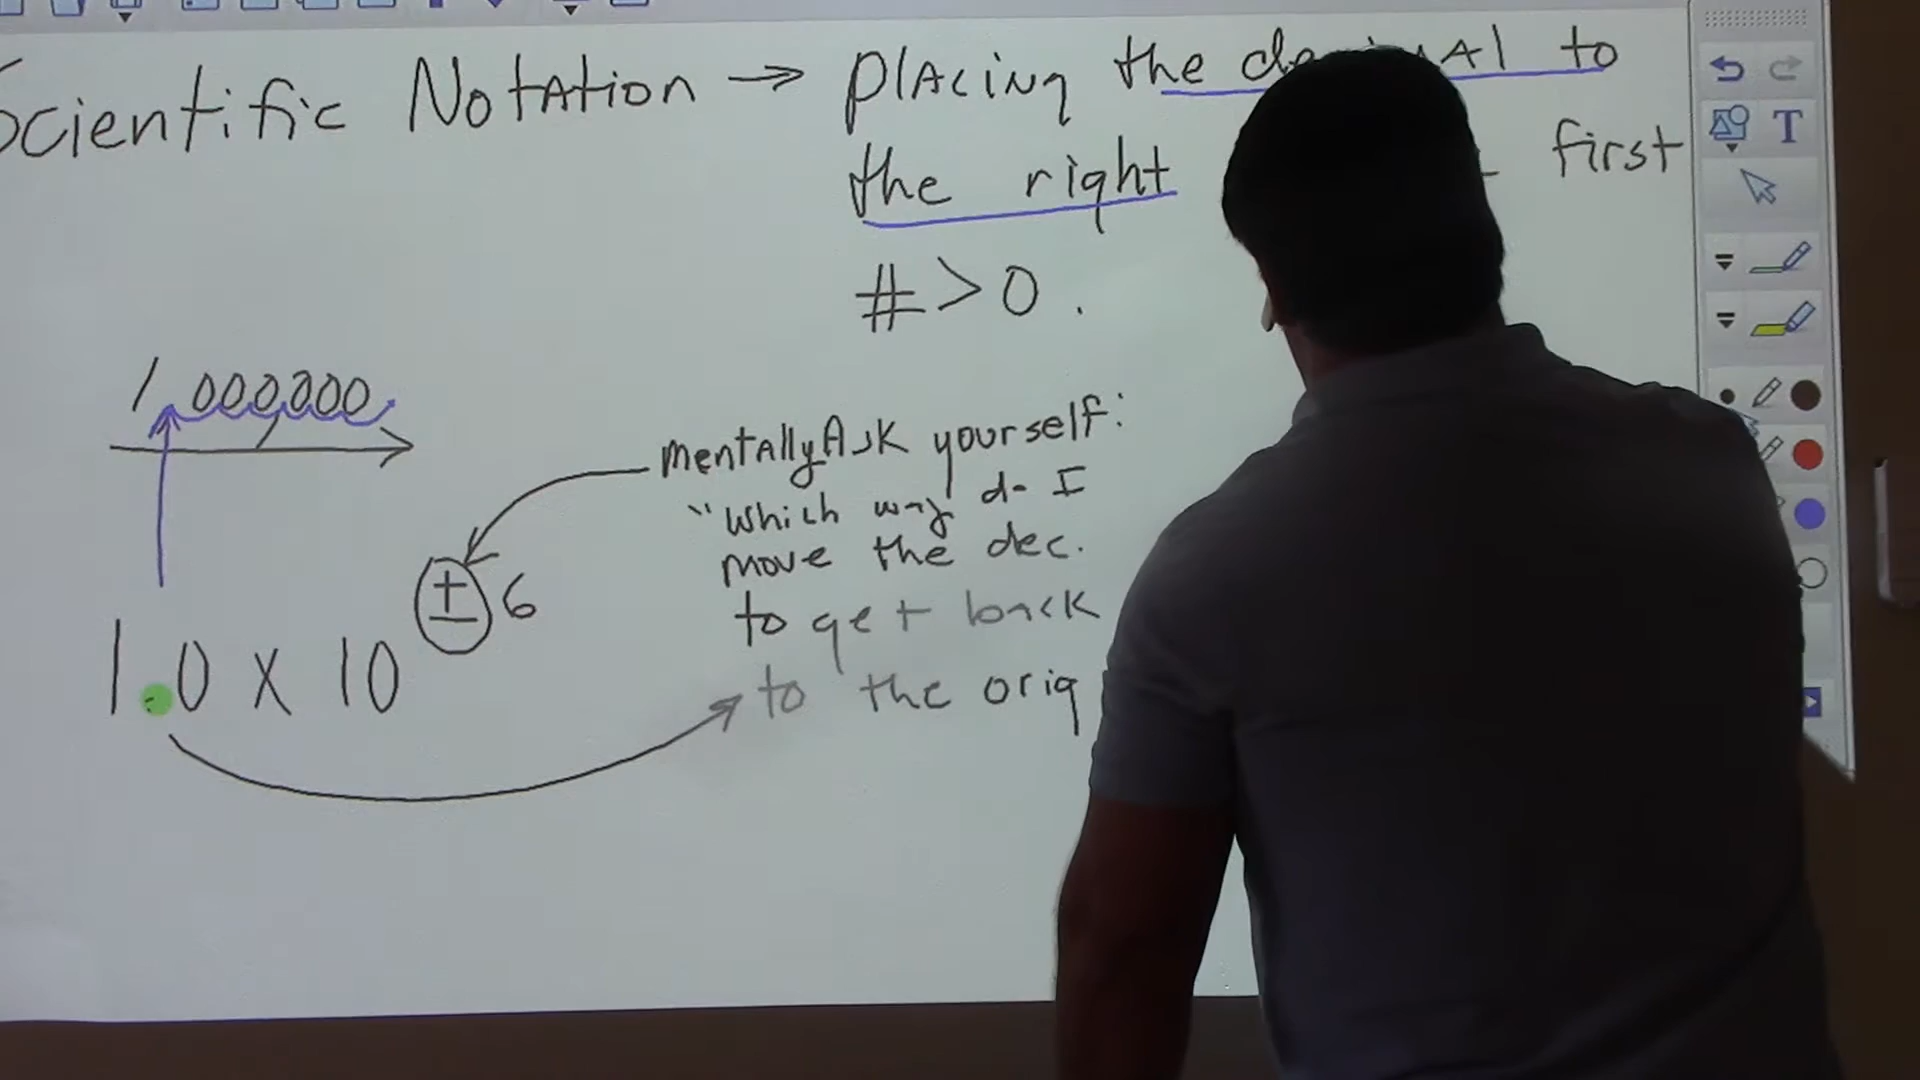 Scientific Notation → Placing the decimal to
the right first
# > 0.
1,000,000
Mentally Ask yourself:
"Which way do I
move the dec.
to get back
to the orig
± 6
1.0 x 10
T